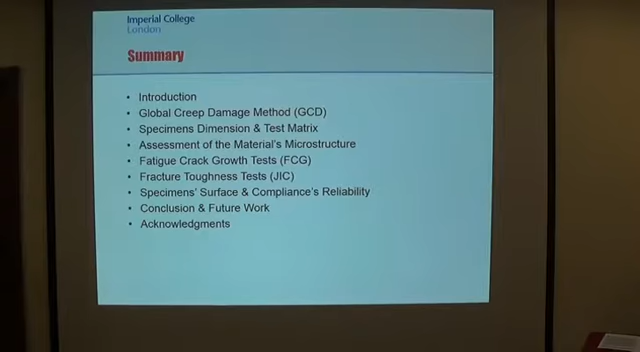 Imperial College
London
Summary
• Introduction
• Global Creep Damage Method (GCD)
• Specimens Dimension & Test Matrix
• Assessment of the Material's Microstructure
• Fatigue Crack Growth Tests (FCG)
• Fracture Toughness Tests (JIC)
• Specimens' Surface & Compliance's Reliability
• Conclusion & Future Work
• Acknowledgments